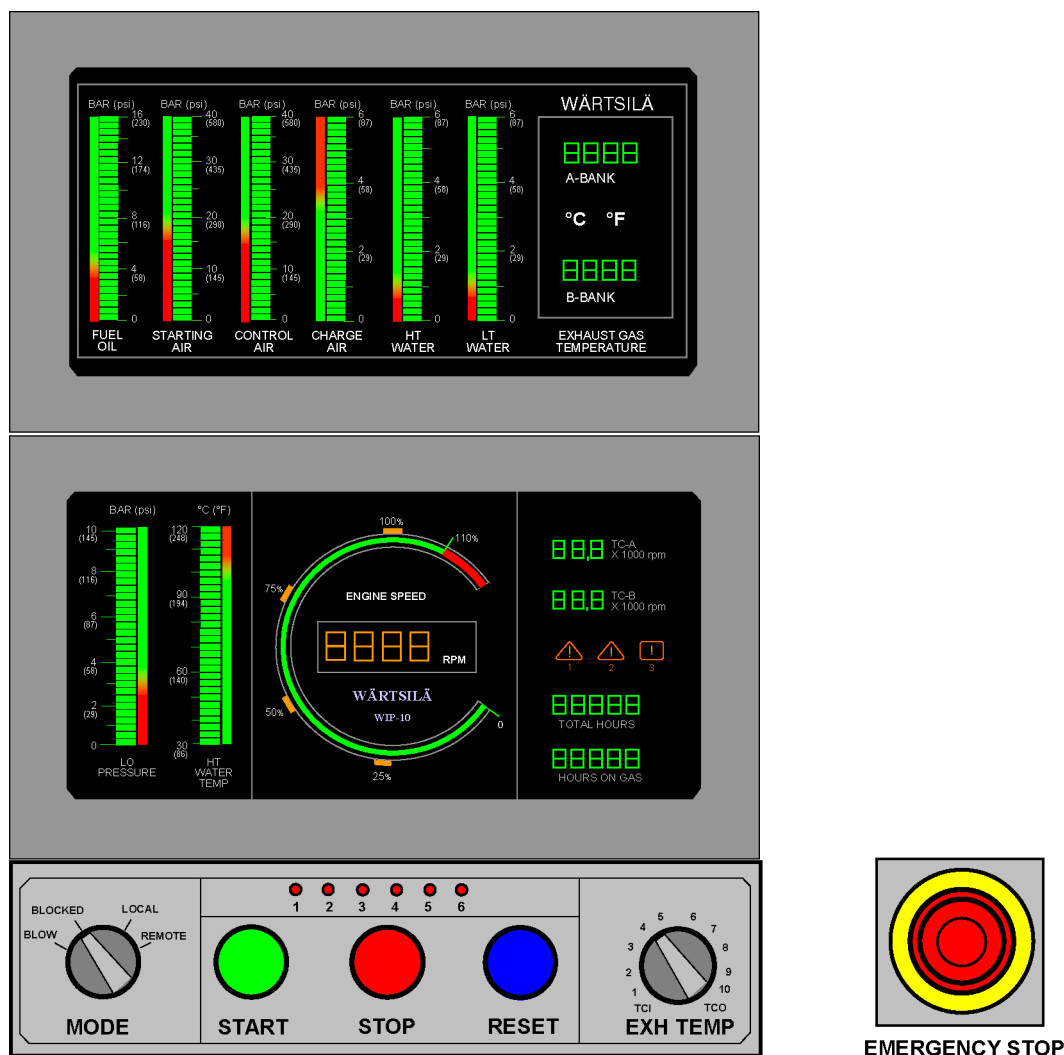 BAR (psi) BAR (psi) BAR (psi) BAR (psi) BAR (psi) BAR (psi) WÄRTSILÄ
16 40 40 6 6 6
(230) (580) (580) (87) (87) (87)
12 30 30
(174) (435) (435)
A-BANK
4 4 4
(58) (58) (58)
8 20 20
(116) (290) (290)
°C °F
2 2 2
(29) (29) (29)
4 10 10
(58) (145) (145)
B-BANK
0 0 0 0 0 0
FUEL OIL
STARTING AIR
CONTROL AIR
CHARGE AIR
HT WATER
LT WATER
EXHAUST GAS
TEMPERATURE
BAR (psi) °C (°F)
10 120
(145) (248)
8
(116)
90
(194)
6
(87)
4
(58)
60
(140)
2
(29)
0 30
(86)
LO
PRESSURE
HT
WATER
TEMP
100%
110%
75%
ENGINE SPEED
8888 RPM
WÄRTSILÄ
WIP-10
50%
0
25%
88,8 TC-A
X 1000 rpm
88,8 TC-B
X 1000 rpm
! ! !
1 2 3
88888
TOTAL HOURS
88888
HOURS ON GAS
1 2 3 4 5 6
BLOCKED LOCAL
BLOW REMOTE
MODE
START STOP RESET
TCI 1 2 3 4 5 6 7 8 9 10 TCO
EXH TEMP
EMERGENCY STOP